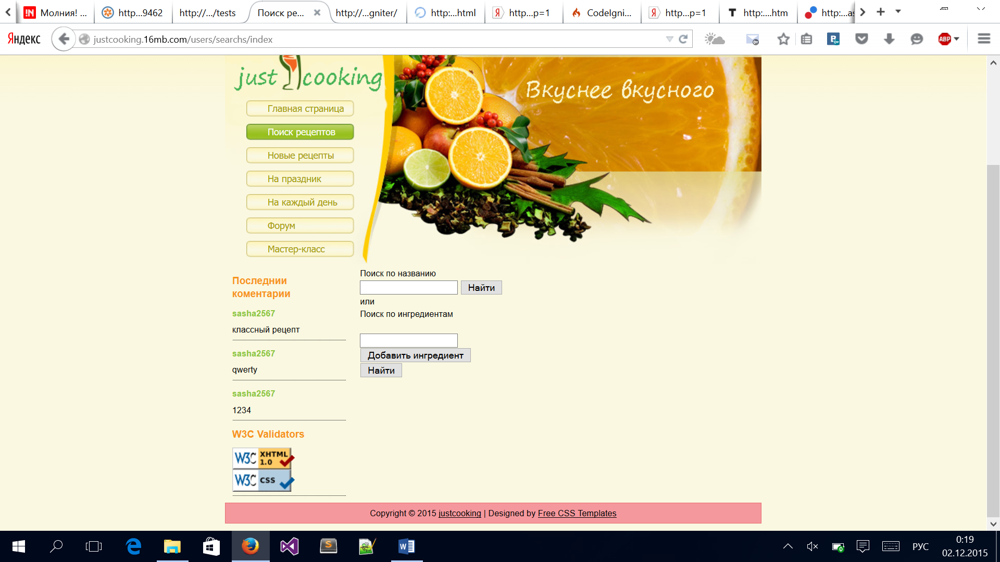 Молния! ...
http...9462
http://.../tests
Поиск ре...
http://...gniter/
http:...html
http...p=1
CodeIgni...
http...p=1
http:....htm
http:...as
Яндекс
justcooking.16mb.com/users/searchs/index
ABP
just cooking
Вкуснее вкусного
Главная страница
Поиск рецептов
Новые рецепты
На праздник
На каждый день
Форум
Мастер-класс
Последнии
коментарии
sasha2567
классный рецепт
sasha2567
qwerty
sasha2567
1234
W3C Validators
W3C XHTML 1.0
W3C CSS
Поиск по названию
Найти
или
Поиск по ингредиентам
Добавить ингредиент
Найти
Copyright © 2015 justcooking | Designed by Free CSS Templates
РУС
0:19
02.12.2015